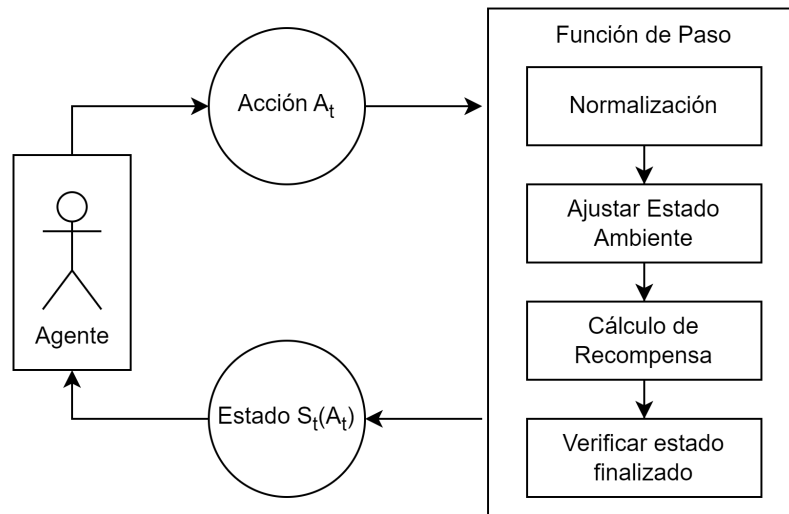 Función de Paso
Acción Aₜ
Normalización
Ajustar Estado
Ambiente
Agente
Cálculo de
Recompensa
Estado Sₜ(Aₜ)
Verificar estado
finalizado